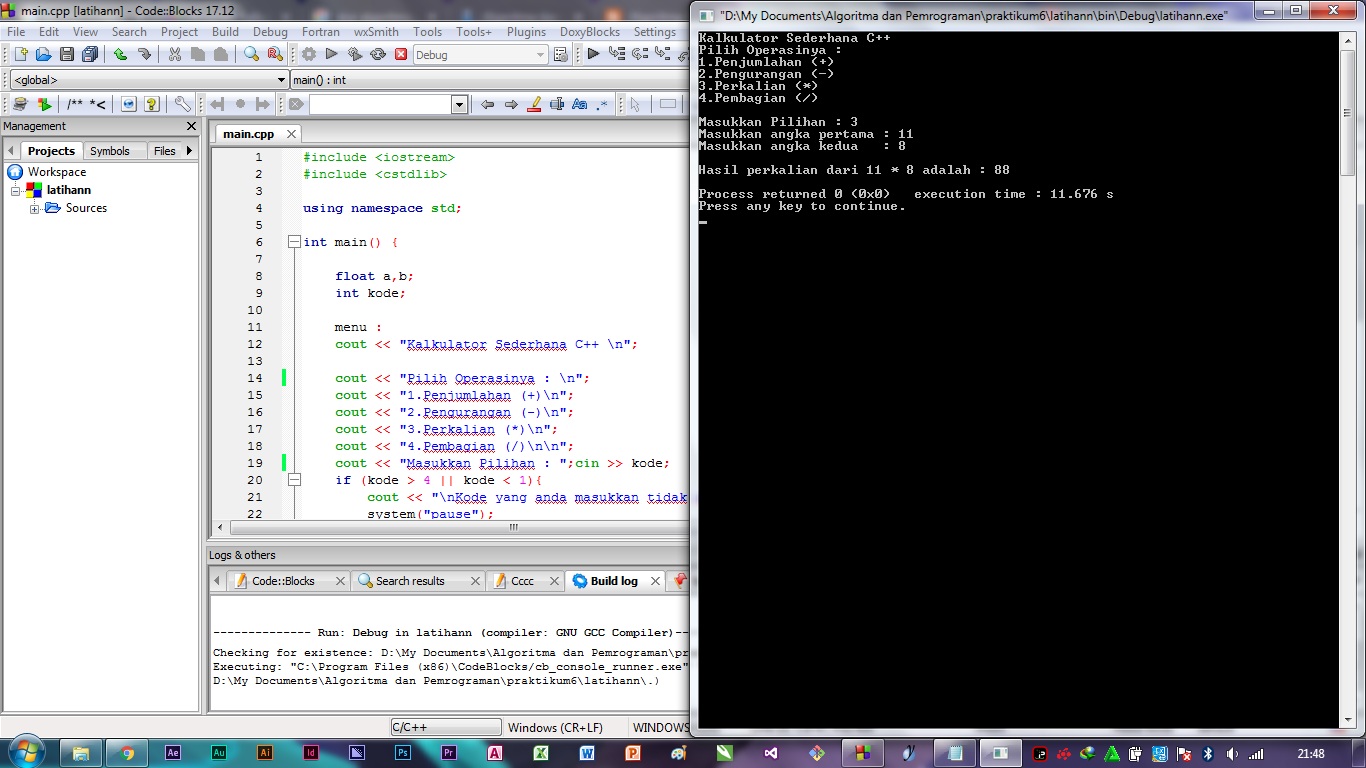 main.cpp [latihann] - Code::Blocks 17.12
File Edit View Search Project Build Debug Fortran wxSmith Tools Tools+ Plugins DoxyBlocks Settings
Debug
<global>
main() : int
/** *<
Aa .*
Management
Projects Symbols Files
Workspace
latihann
Sources
main.cpp
1 #include <iostream>
2 #include <cstdlib>
3
4 using namespace std;
5
6 int main() {
7
8 float a,b;
9 int kode;
10
11 menu :
12 cout << "Kalkulator Sederhana C++ \n";
13
14 cout << "Pilih Operasinya : \n";
15 cout << "1.Penjumlahan (+)\n";
16 cout << "2.Pengurangan (-)\n";
17 cout << "3.Perkalian (*)\n";
18 cout << "4.Pembagian (/)\n\n";
19 cout << "Masukkan Pilihan : ";cin >> kode;
20 if (kode > 4 || kode < 1){
21 cout << "\nKode yang anda masukkan tidak
22 system("pause");
Logs & others
Code::Blocks Search results Cccc Build log
-------------- Run: Debug in latihann (compiler: GNU GCC Compiler)--
Checking for existence: D:\My Documents\Algoritma dan Pemrograman\pr
Executing: "C:\Program Files (x86)\CodeBlocks/cb_console_runner.exe"
D:\My Documents\Algoritma dan Pemrograman\praktikum6\latihann\.)
C/C++ Windows (CR+LF) WINDOWS
"D:\My Documents\Algoritma dan Pemrograman\praktikum6\latihann\bin\Debug\latihann.exe"
Kalkulator Sederhana C++
Pilih Operasinya :
1.Penjumlahan (+)
2.Pengurangan (-)
3.Perkalian (*)
4.Pembagian (/)
Masukkan Pilihan : 3
Masukkan angka pertama : 11
Masukkan angka kedua : 8
Hasil perkalian dari 11 * 8 adalah : 88
Process returned 0 (0x0) execution time : 11.676 s
Press any key to continue.
Ae Au Ai Id Ps Pr A X W P
21:48